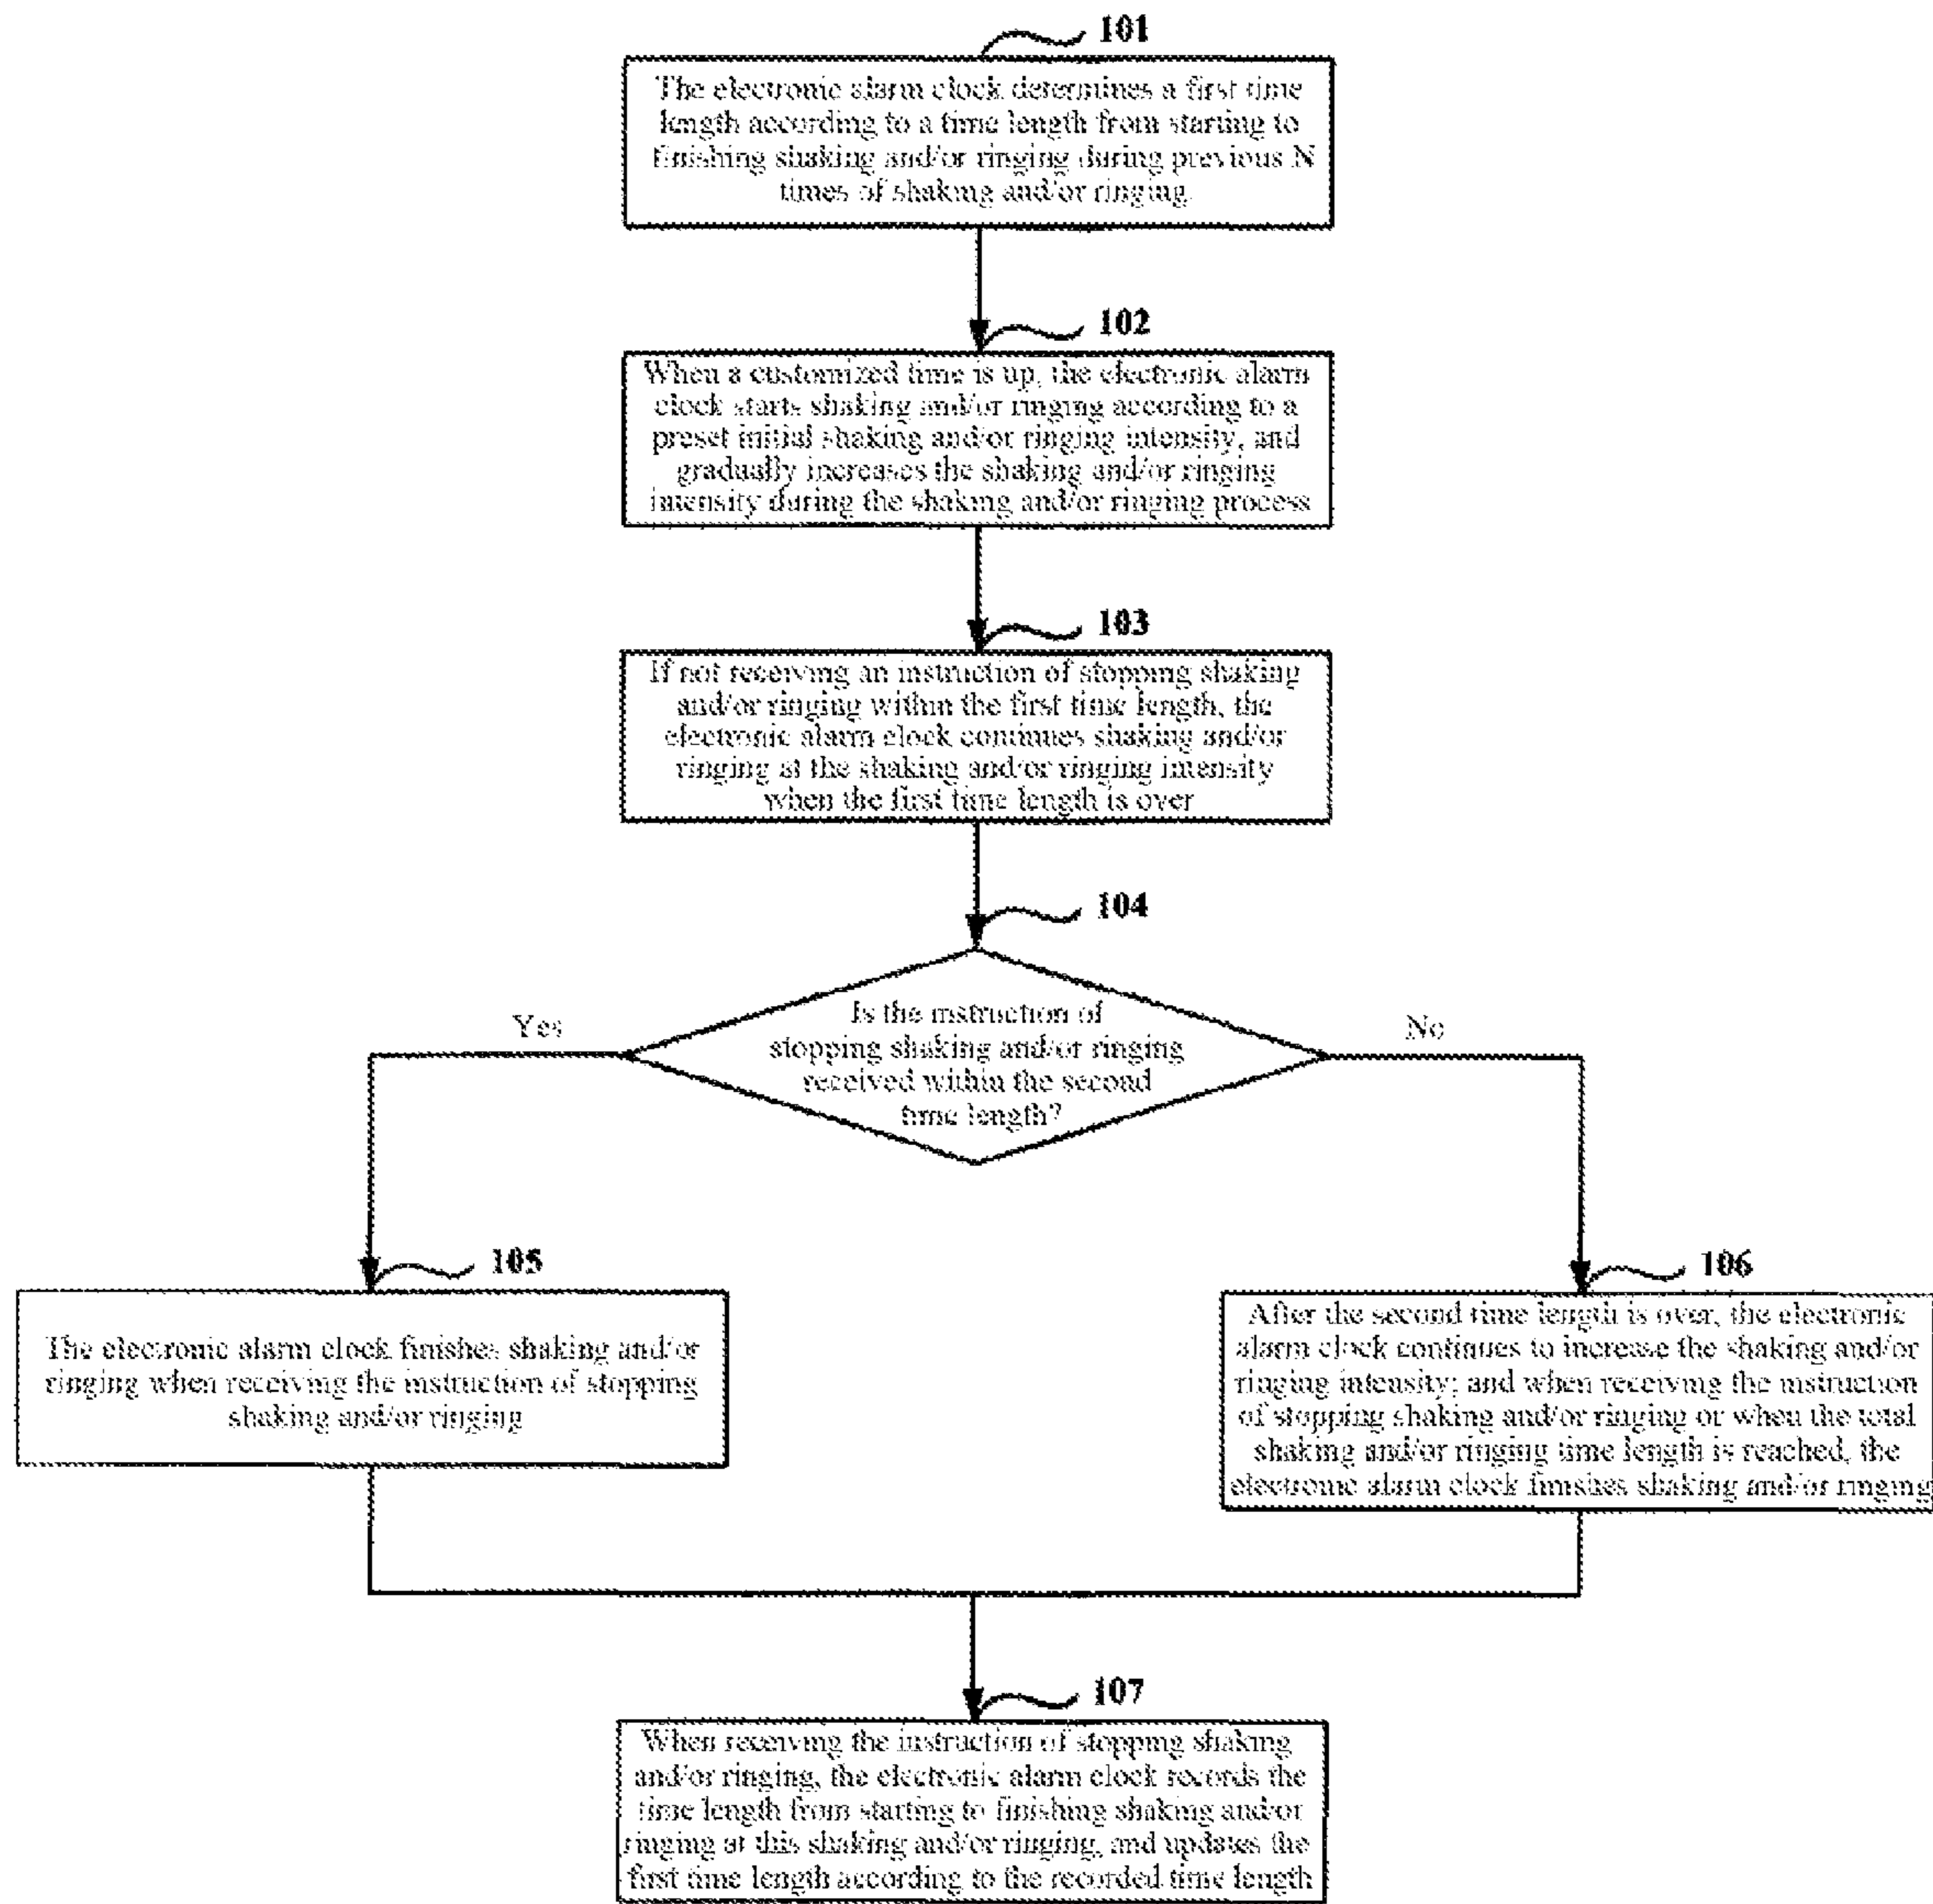 101
The electronic alarm clock determines a first time
length according to a time length from starting to
finishing shaking and/or ringing during previous N
times of shaking and/or ringing.
102
When a customized time is up, the electronic alarm
clock starts shaking and/or ringing according to a
preset initial shaking and/or ringing intensity, and
gradually increases the shaking and/or ringing
intensity during the shaking and/or ringing process
103
If not receiving an instruction of stopping shaking
and/or ringing within the first time length, the
electronic alarm clock continues shaking and/or
ringing at the shaking and/or ringing intensity
when the first time length is over
104
Is the instruction of
stopping shaking and/or ringing
received within the second
time length?
Yes
No
105
The electronic alarm clock finishes shaking and/or
ringing when receiving the instruction of stopping
shaking and/or ringing
106
After the second time length is over, the electronic
alarm clock continues to increase the shaking and/or
ringing intensity; and when receiving the instruction
of stopping shaking and/or ringing or when the total
shaking and/or ringing time length is reached, the
electronic alarm clock finishes shaking and/or ringing
107
When receiving the instruction of stopping shaking
and/or ringing, the electronic alarm clock records the
time length from starting to finishing shaking and/or
ringing at this shaking and/or ringing, and updates the
first time length according to the recorded time length